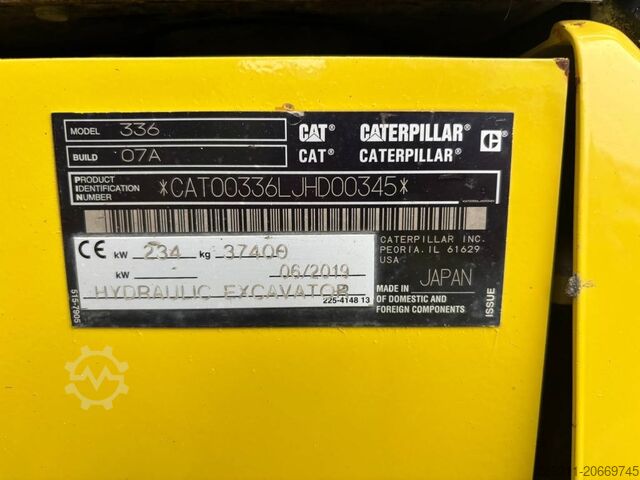 MODEL 336 CAT CATERPILLAR C
BUILD 07A CAT® CATERPILLAR®
PRODUCT IDENTIFICATION NUMBER *CAT00336LJHD00345*
CE kW 234 kg 37400
kW 06/2019
HYDRAULIC EXCAVATOR
225-4148 13
515-7905
CATERPILLAR INC.
PEORIA, IL 61629
USA
MADE IN JAPAN
OF DOMESTIC AND
FOREIGN COMPONENTS
ISSUE
-20669745